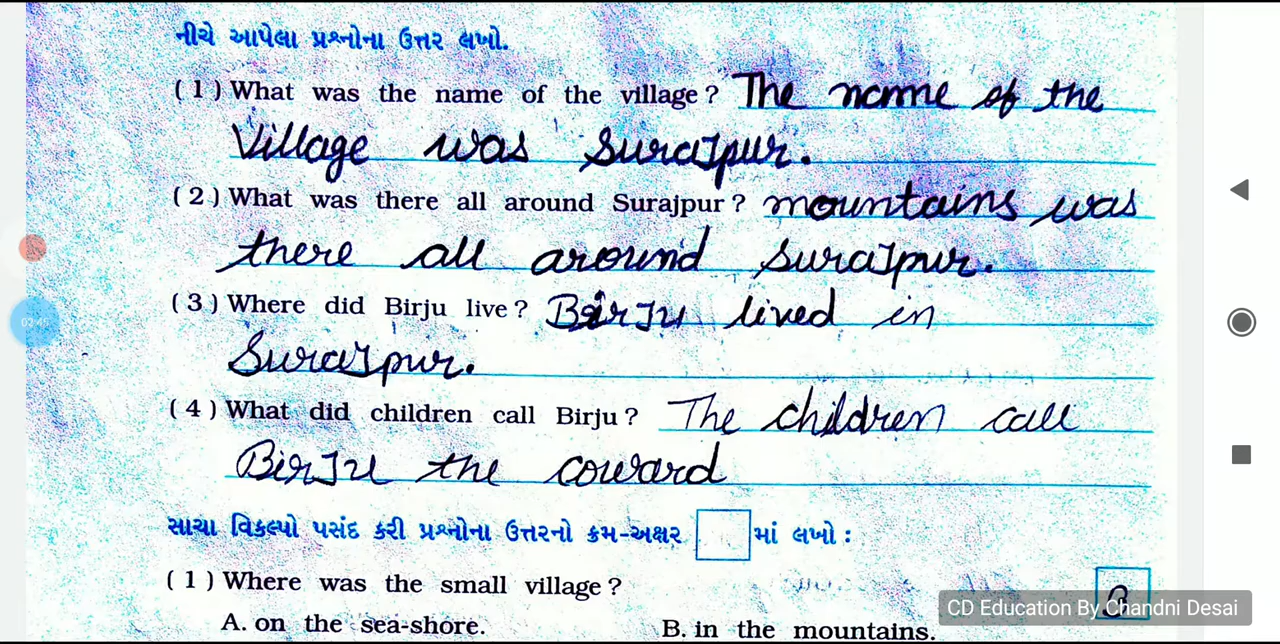 નીચે આપેલા પ્રશ્નોના ઉત્તર લખો.
(1) What was the name of the village? The name of the
Village was Surajpur.
(2) What was there all around Surajpur? mountains was
there all around Surajpur.
(3) Where did Birju live? Birju lived in
Surajpur.
(4) What did children call Birju? The children call
Birju the coward
સાચા વિકલ્પો પસંદ કરી પ્રશ્નોના ઉત્તરનો ક્રમ-અક્ષર માં લખો :
(1) Where was the small village?
A. on the sea-shore. B. in the mountains.
CD Education By Chandni Desai
02:45